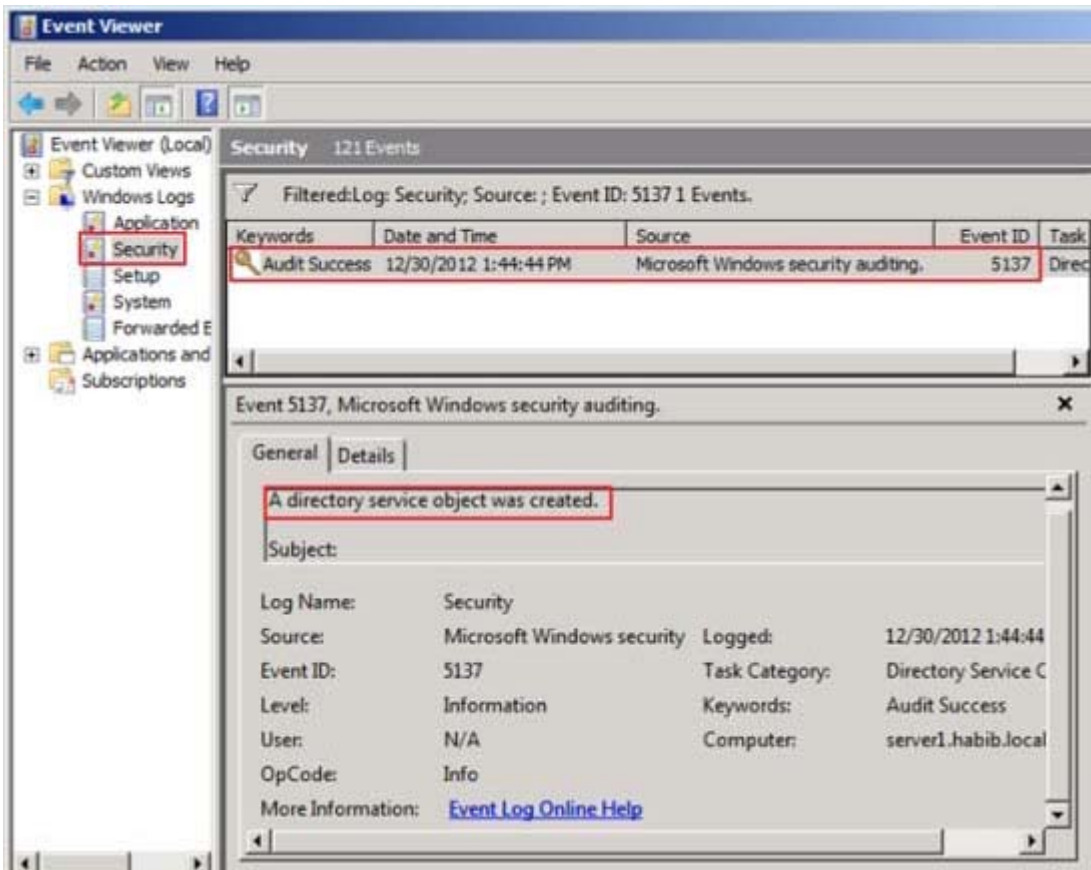 Event Viewer
File Action View Help
Event Viewer (Local)
Custom Views
Windows Logs
Application
Security
Setup
System
Forwarded E
Applications and
Subscriptions
Security 121 Events
Filtered:Log: Security; Source: ; Event ID: 5137 1 Events.
Keywords Date and Time Source Event ID Task
Audit Success 12/30/2012 1:44:44 PM Microsoft Windows security auditing. 5137 Direc
Event 5137, Microsoft Windows security auditing.
General Details
A directory service object was created.
Subject:
Log Name: Security
Source: Microsoft Windows security Logged: 12/30/2012 1:44:44
Event ID: 5137 Task Category: Directory Service C
Level: Information Keywords: Audit Success
User: N/A Computer: server1.habib.local
OpCode: Info
More Information: Event Log Online Help